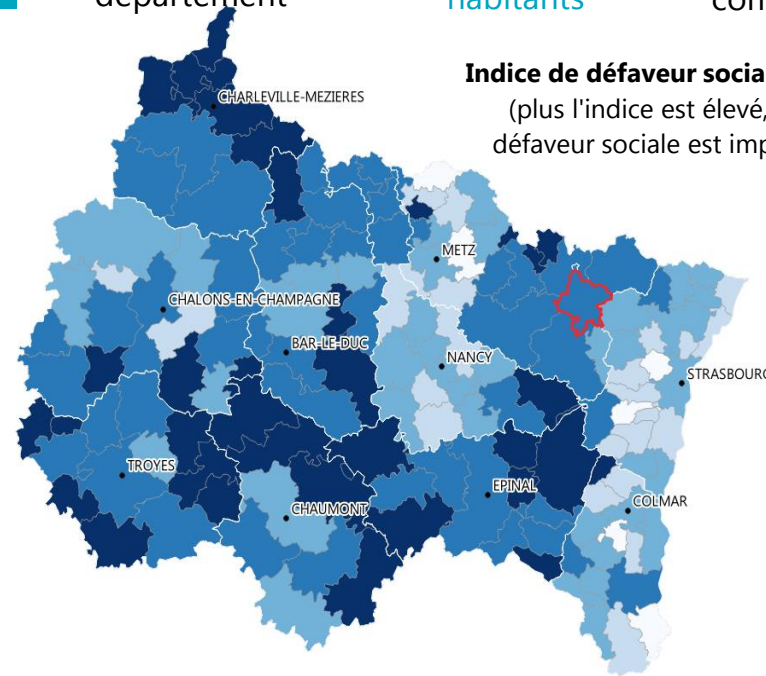 département habitants
Indice de défaveur socia
(plus l'indice est élevé,
défaveur sociale est imp
CHARLEVILLE-MEZIERES
METZ
CHALONS-EN-CHAMPAGNE
BAR-LE-DUC
NANCY
STRASBOURG
TROYES
EPINAL
COLMAR
CHAUMONT